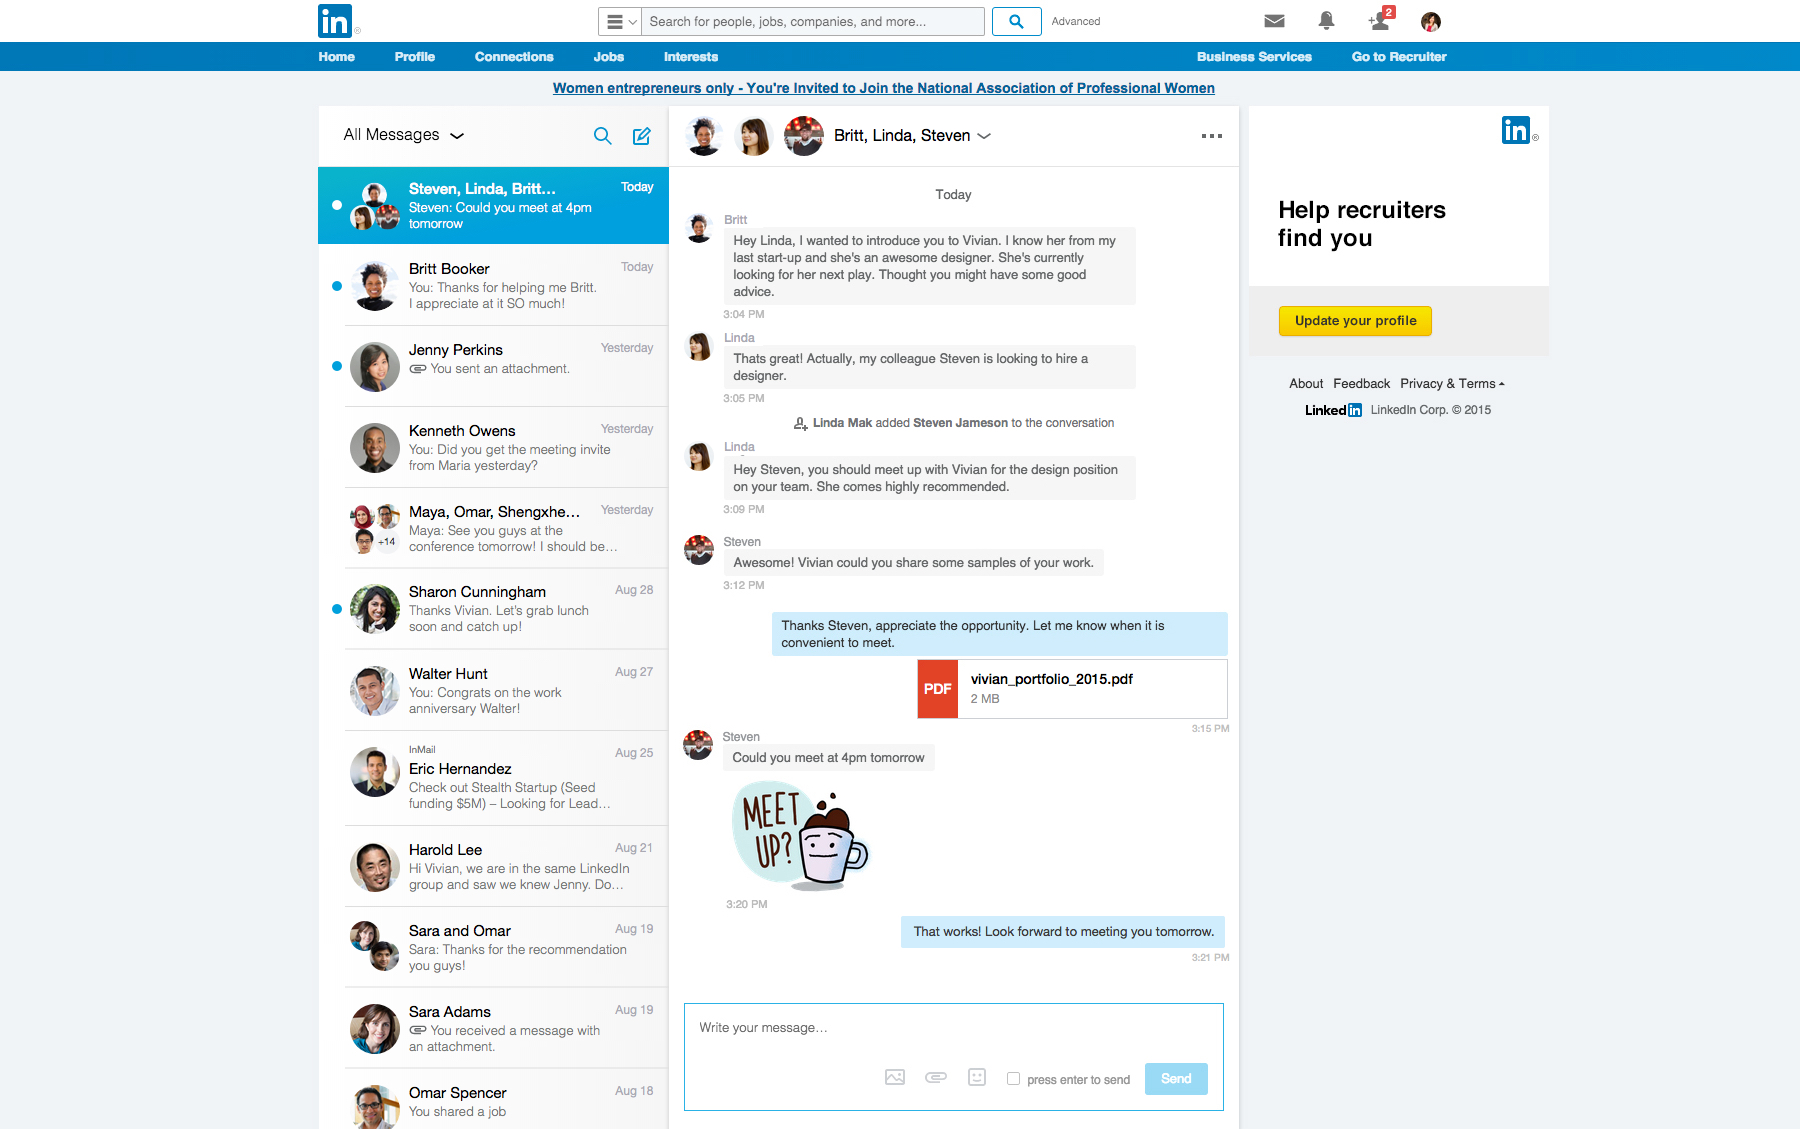 in
Search for people, jobs, companies, and more...
Advanced
2
Home Profile Connections Jobs Interests Business Services Go to Recruiter
Women entrepreneurs only - You're Invited to Join the National Association of Professional Women
All Messages
Steven, Linda, Britt…
Today
Steven: Could you meet at 4pm
tomorrow
Britt Booker
Today
You: Thanks for helping me Britt.
I appreciate at it SO much!
Jenny Perkins
Yesterday
You sent an attachment.
Kenneth Owens
Yesterday
You: Did you get the meeting invite
from Maria yesterday?
+14
Maya, Omar, Shengxhe…
Yesterday
Maya: See you guys at the
conference tomorrow! I should be…
Sharon Cunningham
Aug 28
Thanks Vivian. Let's grab lunch
soon and catch up!
Walter Hunt
Aug 27
You: Congrats on the work
anniversary Walter!
InMail
Eric Hernandez
Aug 25
Check out Stealth Startup (Seed
funding $5M) – Looking for Lead…
Harold Lee
Aug 21
Hi Vivian, we are in the same LinkedIn
group and saw we knew Jenny. Do…
Sara and Omar
Aug 19
Sara: Thanks for the recommendation
you guys!
Sara Adams
Aug 19
You received a message with
an attachment.
Omar Spencer
Aug 18
You shared a job
Britt, Linda, Steven
Today
Britt
Hey Linda, I wanted to introduce you to Vivian. I know her from my
last start-up and she's an awesome designer. She's currently
looking for her next play. Thought you might have some good
advice.
3:04 PM
Linda
Thats great! Actually, my colleague Steven is looking to hire a
designer.
3:05 PM
Linda Mak added Steven Jameson to the conversation
Linda
Hey Steven, you should meet up with Vivian for the design position
on your team. She comes highly recommended.
3:09 PM
Steven
Awesome! Vivian could you share some samples of your work.
3:12 PM
Thanks Steven, appreciate the opportunity. Let me know when it is
convenient to meet.
PDF
vivian_portfolio_2015.pdf
2 MB
3:15 PM
Steven
Could you meet at 4pm tomorrow
MEET
UP?
3:20 PM
That works! Look forward to meeting you tomorrow.
3:21 PM
Write your message…
press enter to send
Send
in
Help recruiters
find you
Update your profile
About Feedback Privacy & Terms
Linked in LinkedIn Corp. © 2015